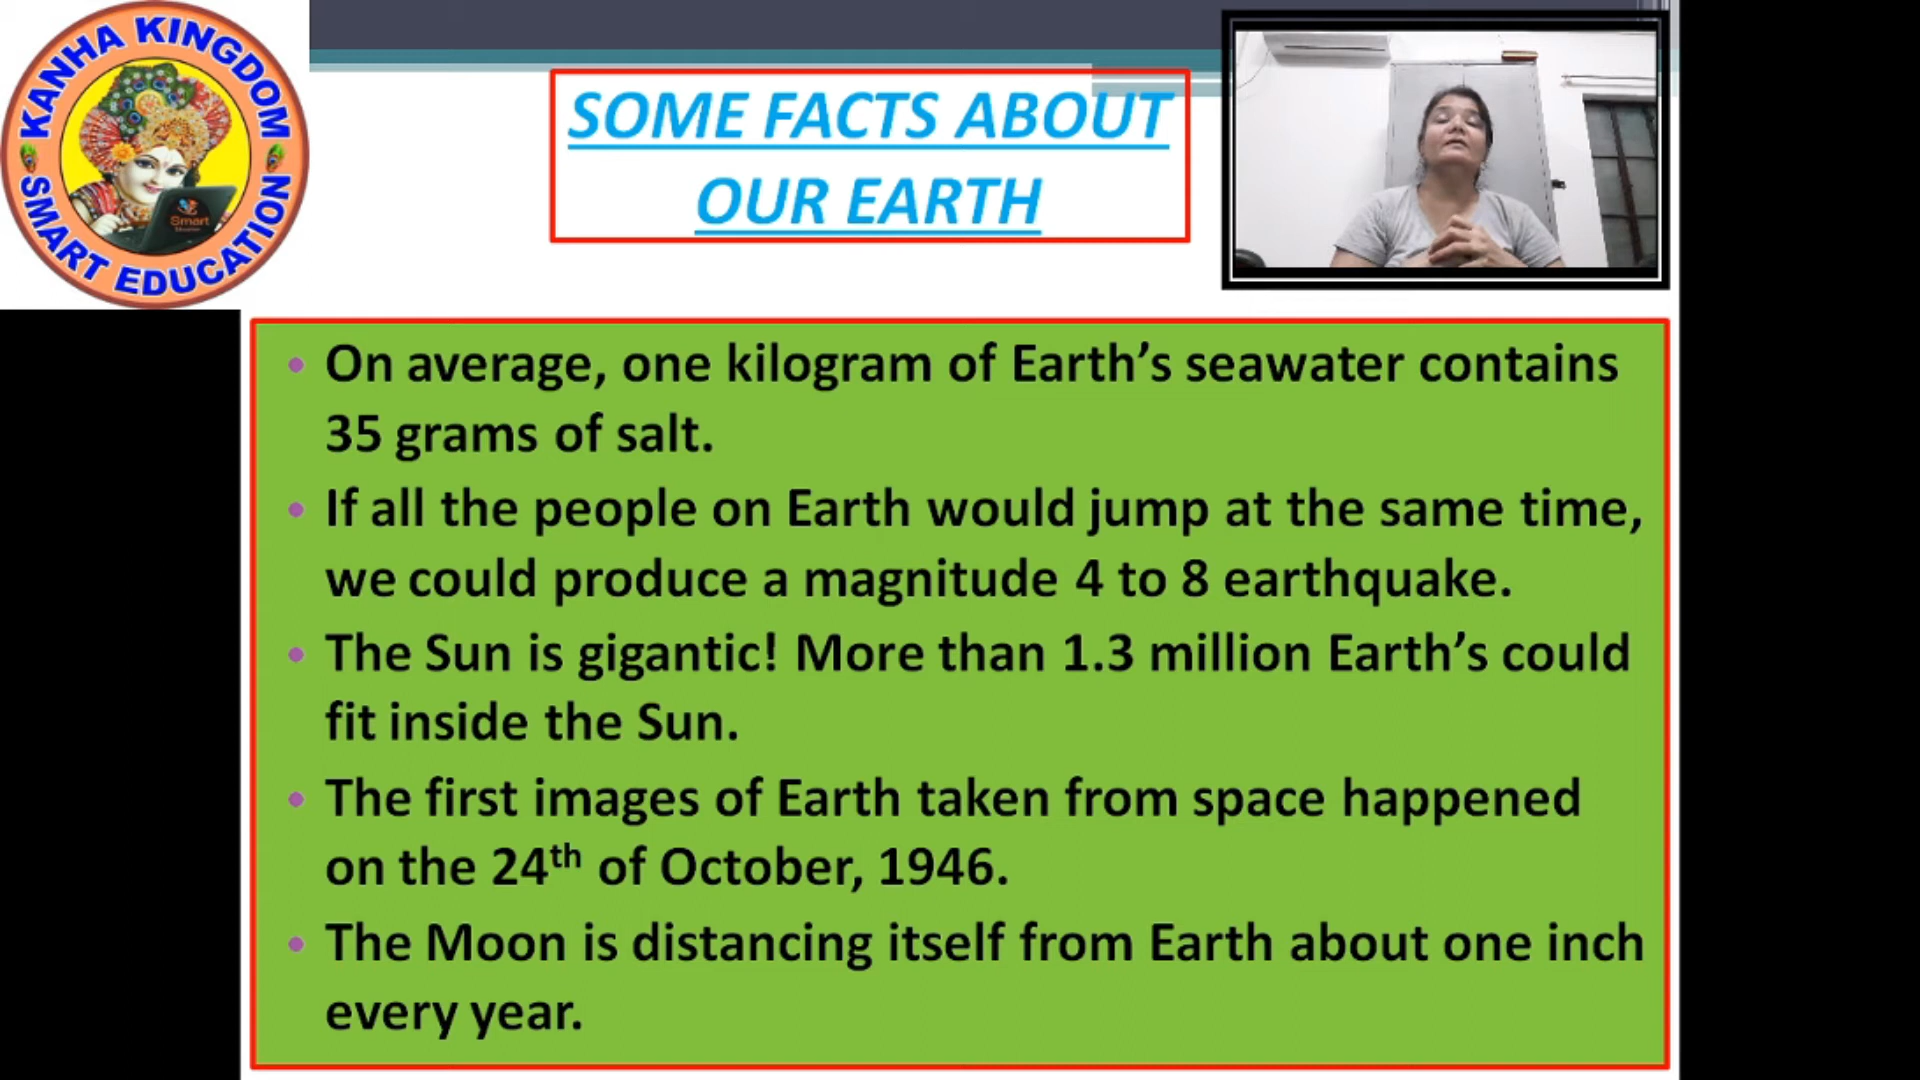 KANHA KINGDOM
SMART EDUCATION
Smart
SOME FACTS ABOUT
OUR EARTH
• On average, one kilogram of Earth’s seawater contains
35 grams of salt.
• If all the people on Earth would jump at the same time,
we could produce a magnitude 4 to 8 earthquake.
• The Sun is gigantic! More than 1.3 million Earth’s could
fit inside the Sun.
• The first images of Earth taken from space happened
on the 24th of October, 1946.
• The Moon is distancing itself from Earth about one inch
every year.